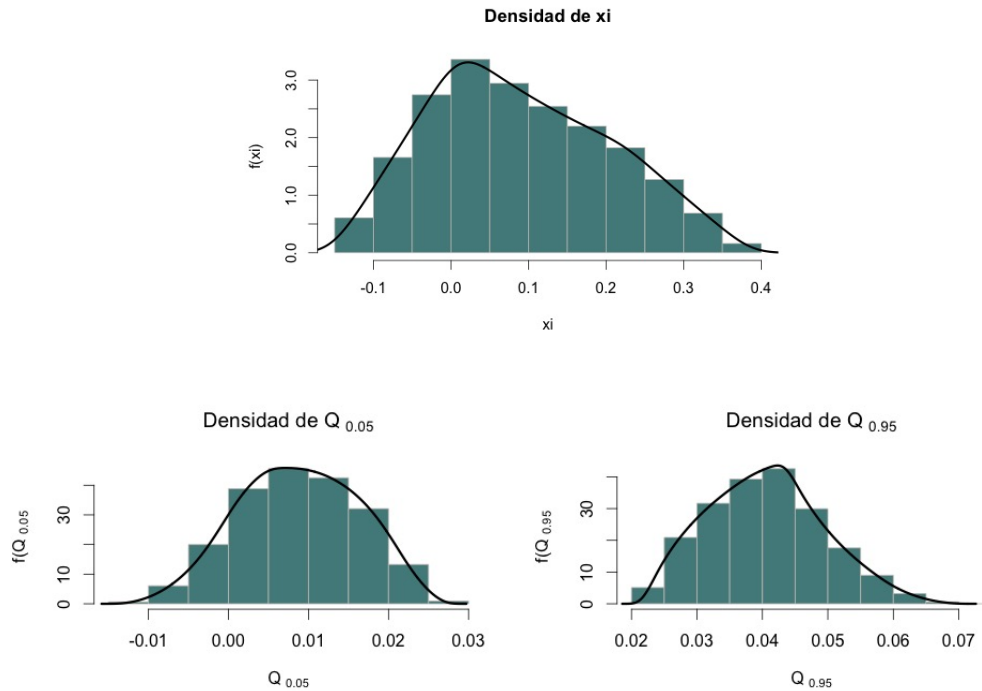 Densidad de xi
f(xi)
0.0 1.0 2.0 3.0
-0.1 0.0 0.1 0.2 0.3 0.4
xi
Densidad de Q 0.05
f(Q 0.05
0 10 30
-0.01 0.00 0.01 0.02 0.03
Q 0.05
Densidad de Q 0.95
f(Q 0.95
0 10 30
0.02 0.03 0.04 0.05 0.06 0.07
Q 0.95